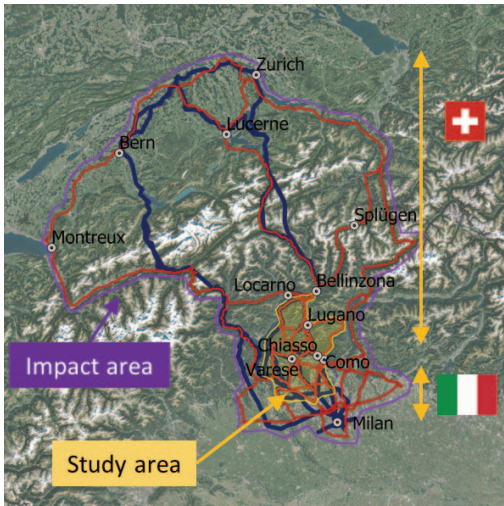 Zurich
Lucerne
Bern
Splügen
Montreux
Locarno
Bellinzona
Lugano
Impact area
Chiasso
Como
Varese
Milan
Study area